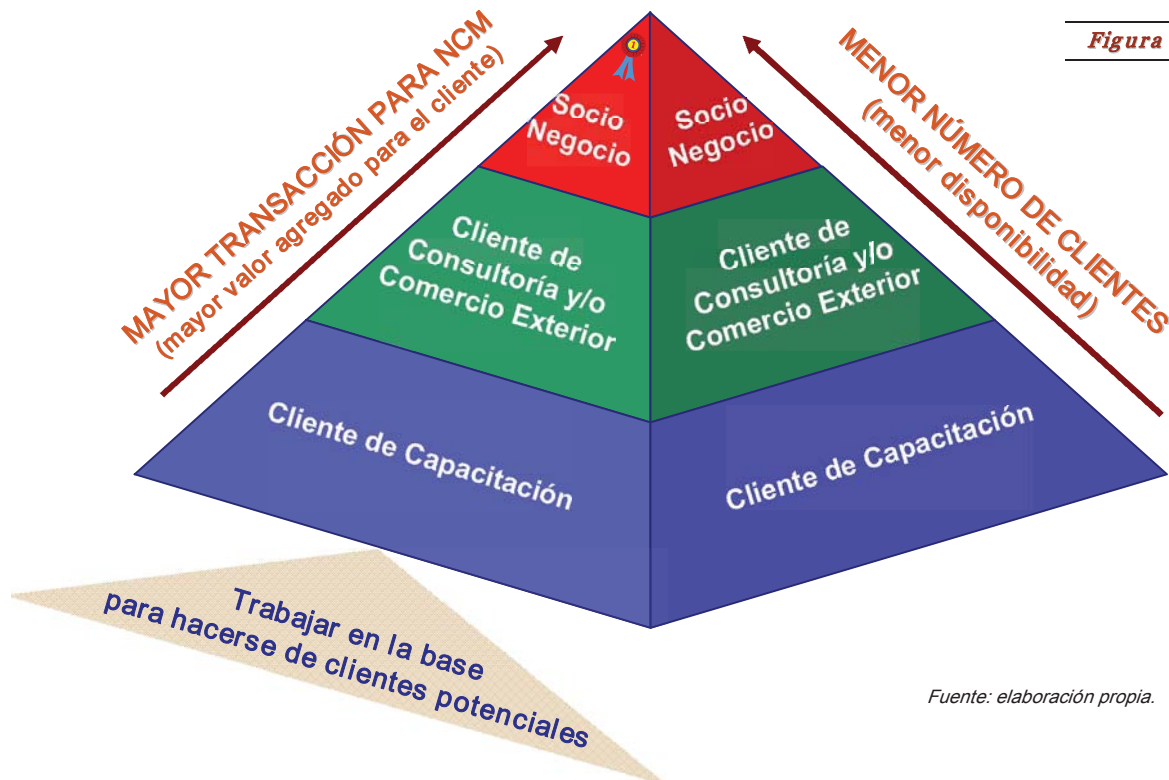 Figura
MAYOR TRANSACCIÓN PARA NCM
(mayor valor agregado para el cliente)
MENOR NÚMERO DE CLIENTES
(menor disponibilidad)
1
Socio
Negocio
Socio
Negocio
Cliente de
Consultoría y/o
Comercio Exterior
Cliente de
Consultoría y/o
Comercio Exterior
Cliente de Capacitación
Cliente de Capacitación
Trabajar en la base
para hacerse de clientes potenciales
Fuente: elaboración propia.